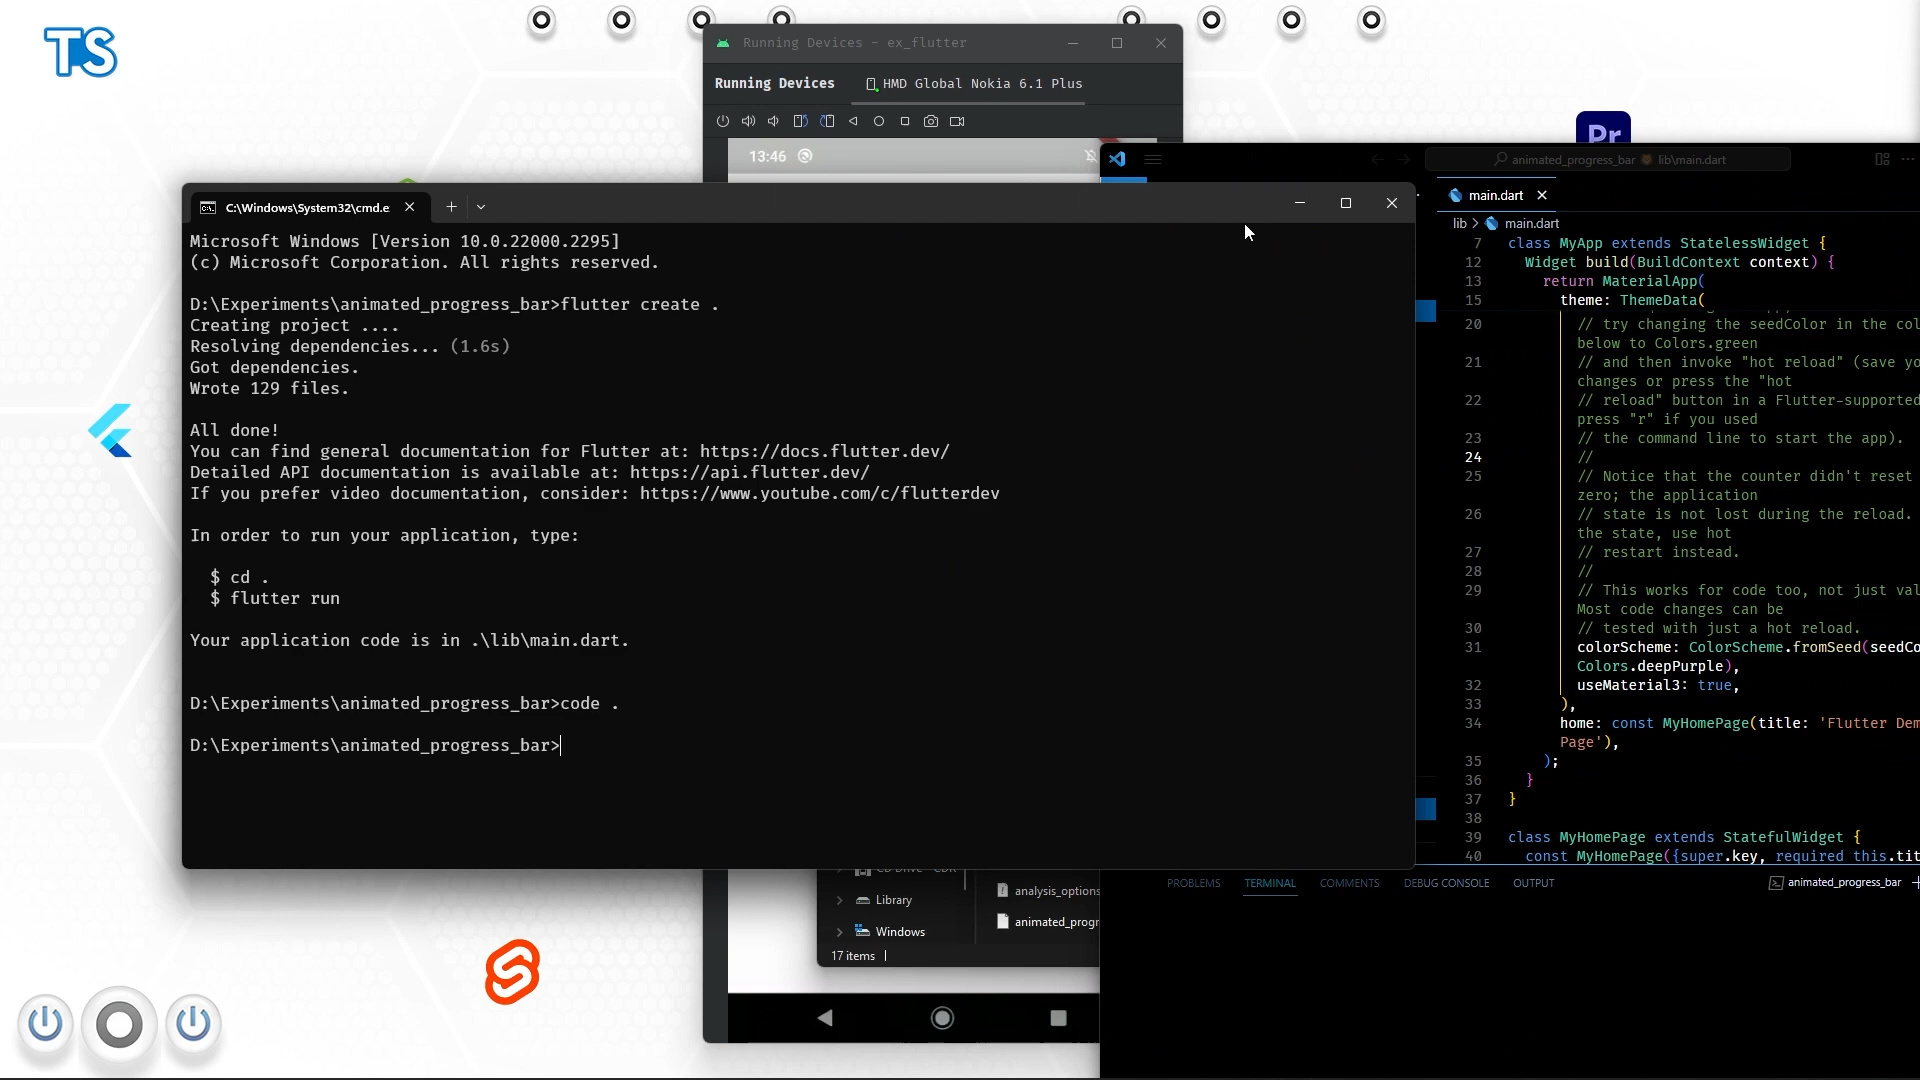 TS
Running Devices - ex_flutter
Running Devices
HMD Global Nokia 6.1 Plus
13:46
Pr
animated_progress_bar
lib\main.dart
C:\Windows\System32\cmd.e
Microsoft Windows [Version 10.0.22000.2295]
(c) Microsoft Corporation. All rights reserved.
D:\Experiments\animated_progress_bar>flutter create .
Creating project ....
Resolving dependencies... (1.6s)
Got dependencies.
Wrote 129 files.
All done!
You can find general documentation for Flutter at: https://docs.flutter.dev/
Detailed API documentation is available at: https://api.flutter.dev/
If you prefer video documentation, consider: https://www.youtube.com/c/flutterdev
In order to run your application, type:
$ cd .
$ flutter run
Your application code is in .\lib\main.dart.
D:\Experiments\animated_progress_bar>code .
D:\Experiments\animated_progress_bar>
main.dart
lib > main.dart
7 class MyApp extends StatelessWidget {
12 Widget build(BuildContext context) {
13 return MaterialApp(
15 theme: ThemeData(
20 // try changing the seedColor in the col
below to Colors.green
21 // and then invoke "hot reload" (save yo
changes or press the "hot
22 // reload" button in a Flutter-supported
press "r" if you used
23 // the command line to start the app).
24 //
25 // Notice that the counter didn't reset
zero; the application
26 // state is not lost during the reload.
the state, use hot
27 // restart instead.
28 //
29 // This works for code too, not just val
Most code changes can be
30 // tested with just a hot reload.
31 colorScheme: ColorScheme.fromSeed(seedCo
Colors.deepPurple),
32 useMaterial3: true,
33 ),
34 home: const MyHomePage(title: 'Flutter Dem
Page'),
35 );
36 }
37 }
38
39 class MyHomePage extends StatefulWidget {
40 const MyHomePage({super.key, required this.tit
PROBLEMS TERMINAL COMMENTS DEBUG CONSOLE OUTPUT
animated_progress_bar
Library
Windows
17 items
analysis_options
animated_progr